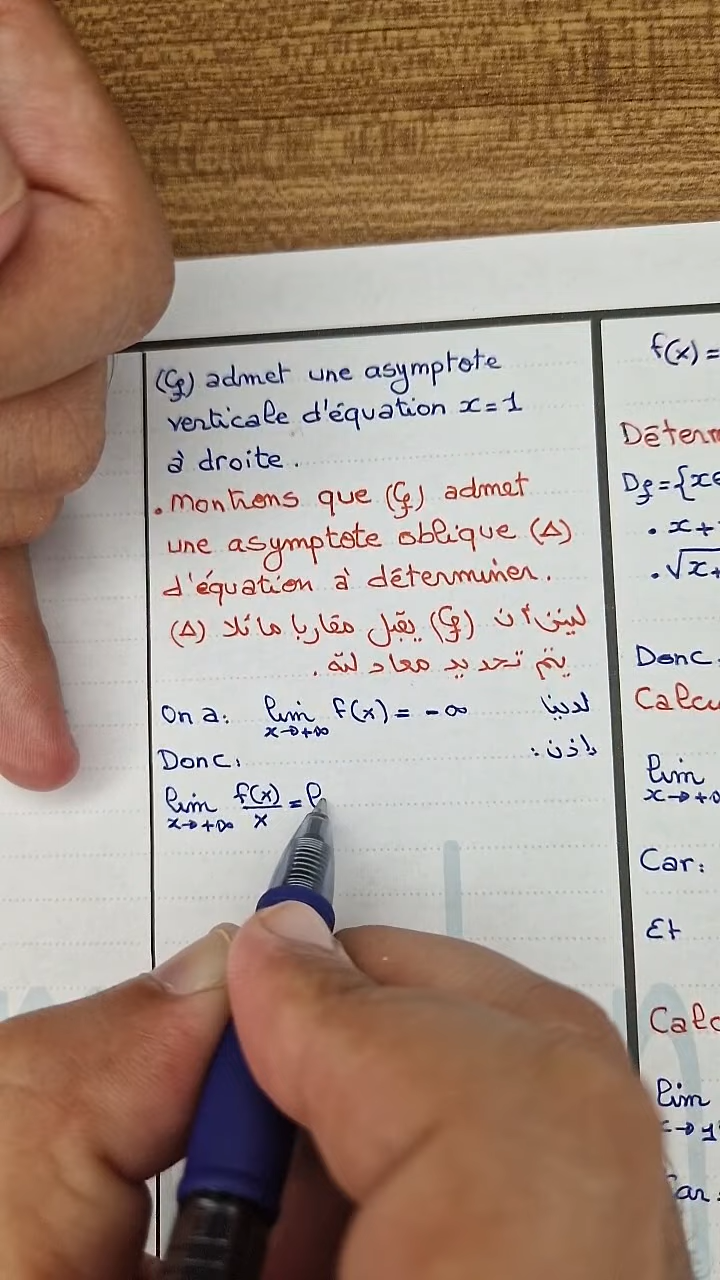 (Cf) admet une asymptote
verticale d'équation x = 1
à droite.
. Montrons que (Cf) admet
une asymptote oblique (Δ)
d'équation à déterminer.
لنبين أن (Cf) يقبل مقاربا مائلا (Δ)
يتم تحديد معادلته.
On a: lim f(x) = -∞ لدينا
x→+∞
Donc: إذن:
lim f(x)/x = l
x→+∞
f(x) =
Déterm
Df = {x ∈
. x +
. √x+
Donc
Calcu
lim
x→+∞
Car:
Et
Calc
lim
x→1
Car: